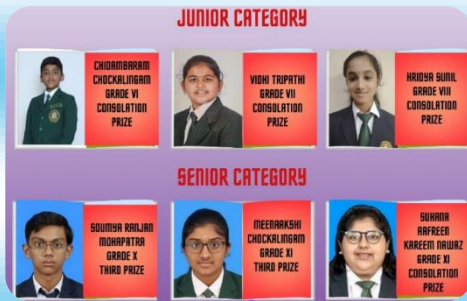 JUNIOR CATEGORY
CHIDAMBARAM
CHOCKALINGAM
GRADE VI
CONSOLATION
PRIZE
VIDHI TRIPATHI
GRADE VIII
CONSOLATION
PRIZE
HRIDYA SUNIL
GRADE VIII
CONSOLATION
PRIZE
SENIOR CATEGORY
SOUMYA RANJAN
MOHAPATRA
GRADE X
THIRD PRIZE
MEENAAKSHI
CHOCKALINGAM
GRADE XI
THIRD PRIZE
SUHANA
AAFREEN
KAREEM NAWAZ
GRADE XI
CONSOLATION
PRIZE